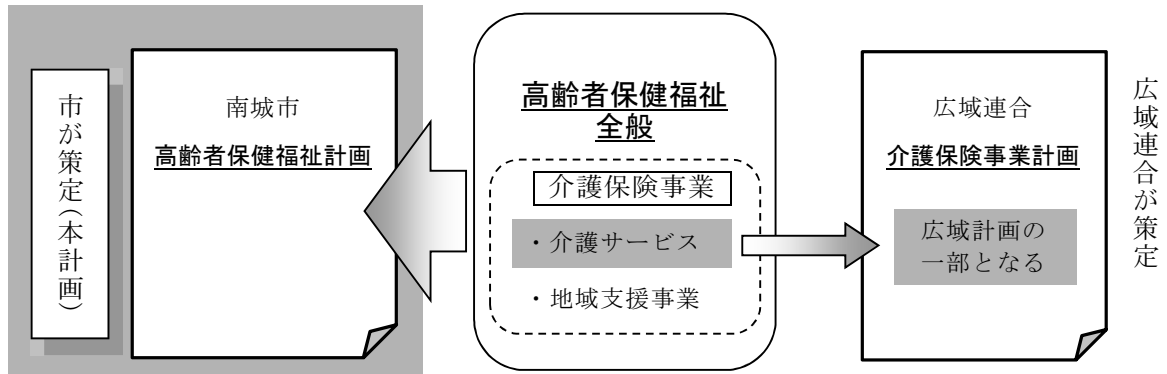 市が策定(本計画)
南城市
高齢者保健福祉計画
高齢者保健福祉
全般
介護保険事業
・介護サービス
・地域支援事業
広域連合
介護保険事業計画
広域計画の
一部となる
広域連合が策定